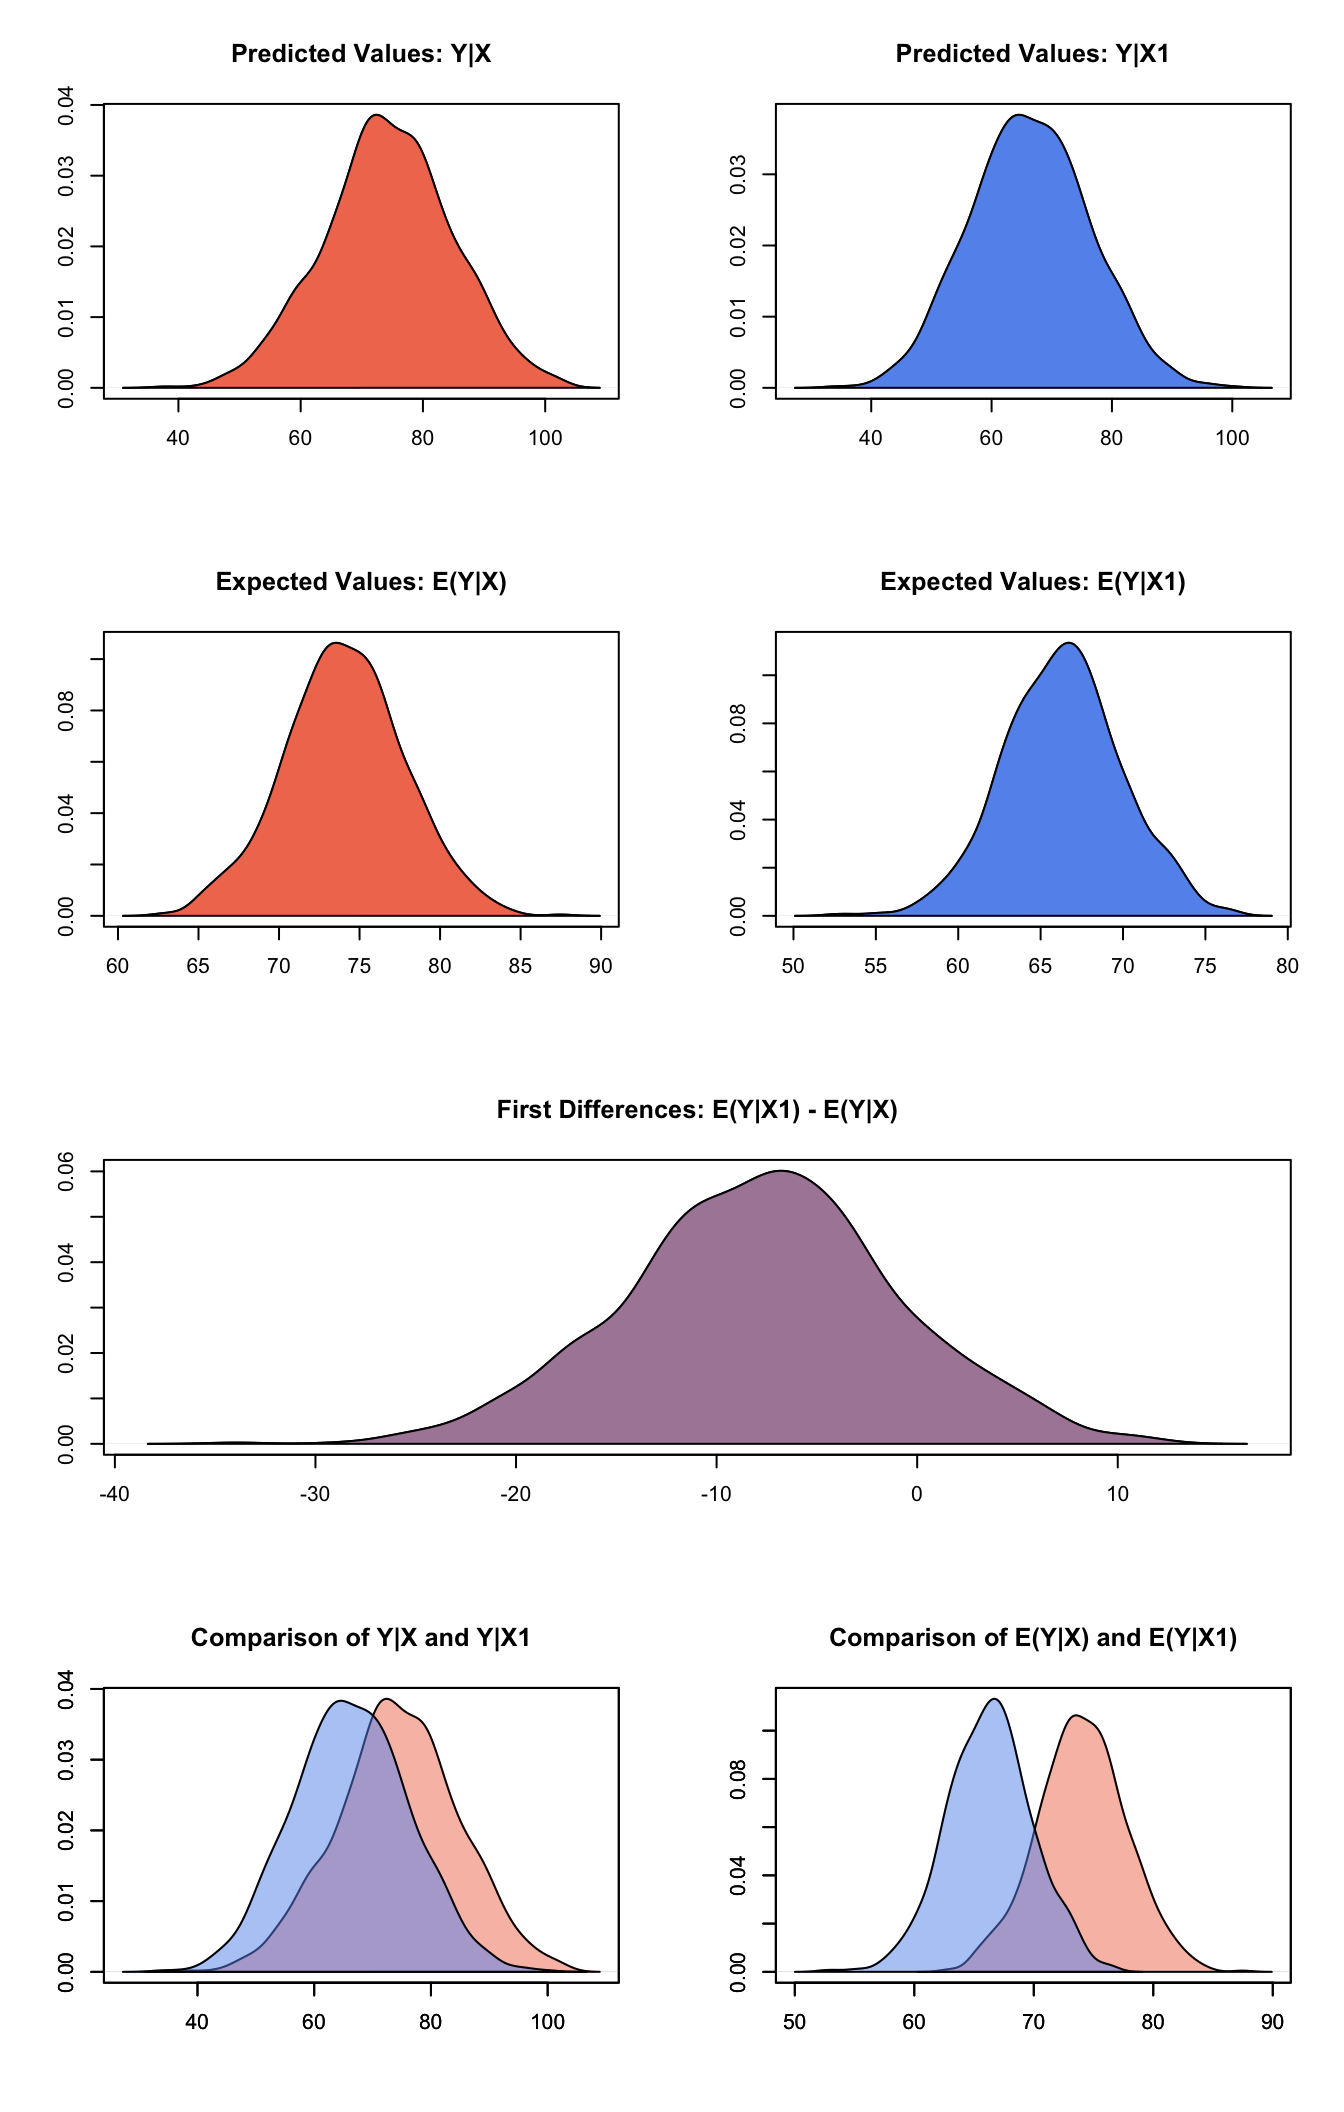 Predicted Values: Y|X
0.00 0.01 0.02 0.03 0.04
40 60 80 100
Predicted Values: Y|X1
0.00 0.01 0.02 0.03
40 60 80 100
Expected Values: E(Y|X)
0.00 0.04 0.08
60 65 70 75 80 85 90
Expected Values: E(Y|X1)
0.00 0.04 0.08
50 55 60 65 70 75 80
First Differences: E(Y|X1) - E(Y|X)
0.00 0.02 0.04 0.06
-40 -30 -20 -10 0 10
Comparison of Y|X and Y|X1
0.00 0.01 0.02 0.03 0.04
40 60 80 100
Comparison of E(Y|X) and E(Y|X1)
0.00 0.04 0.08
50 60 70 80 90